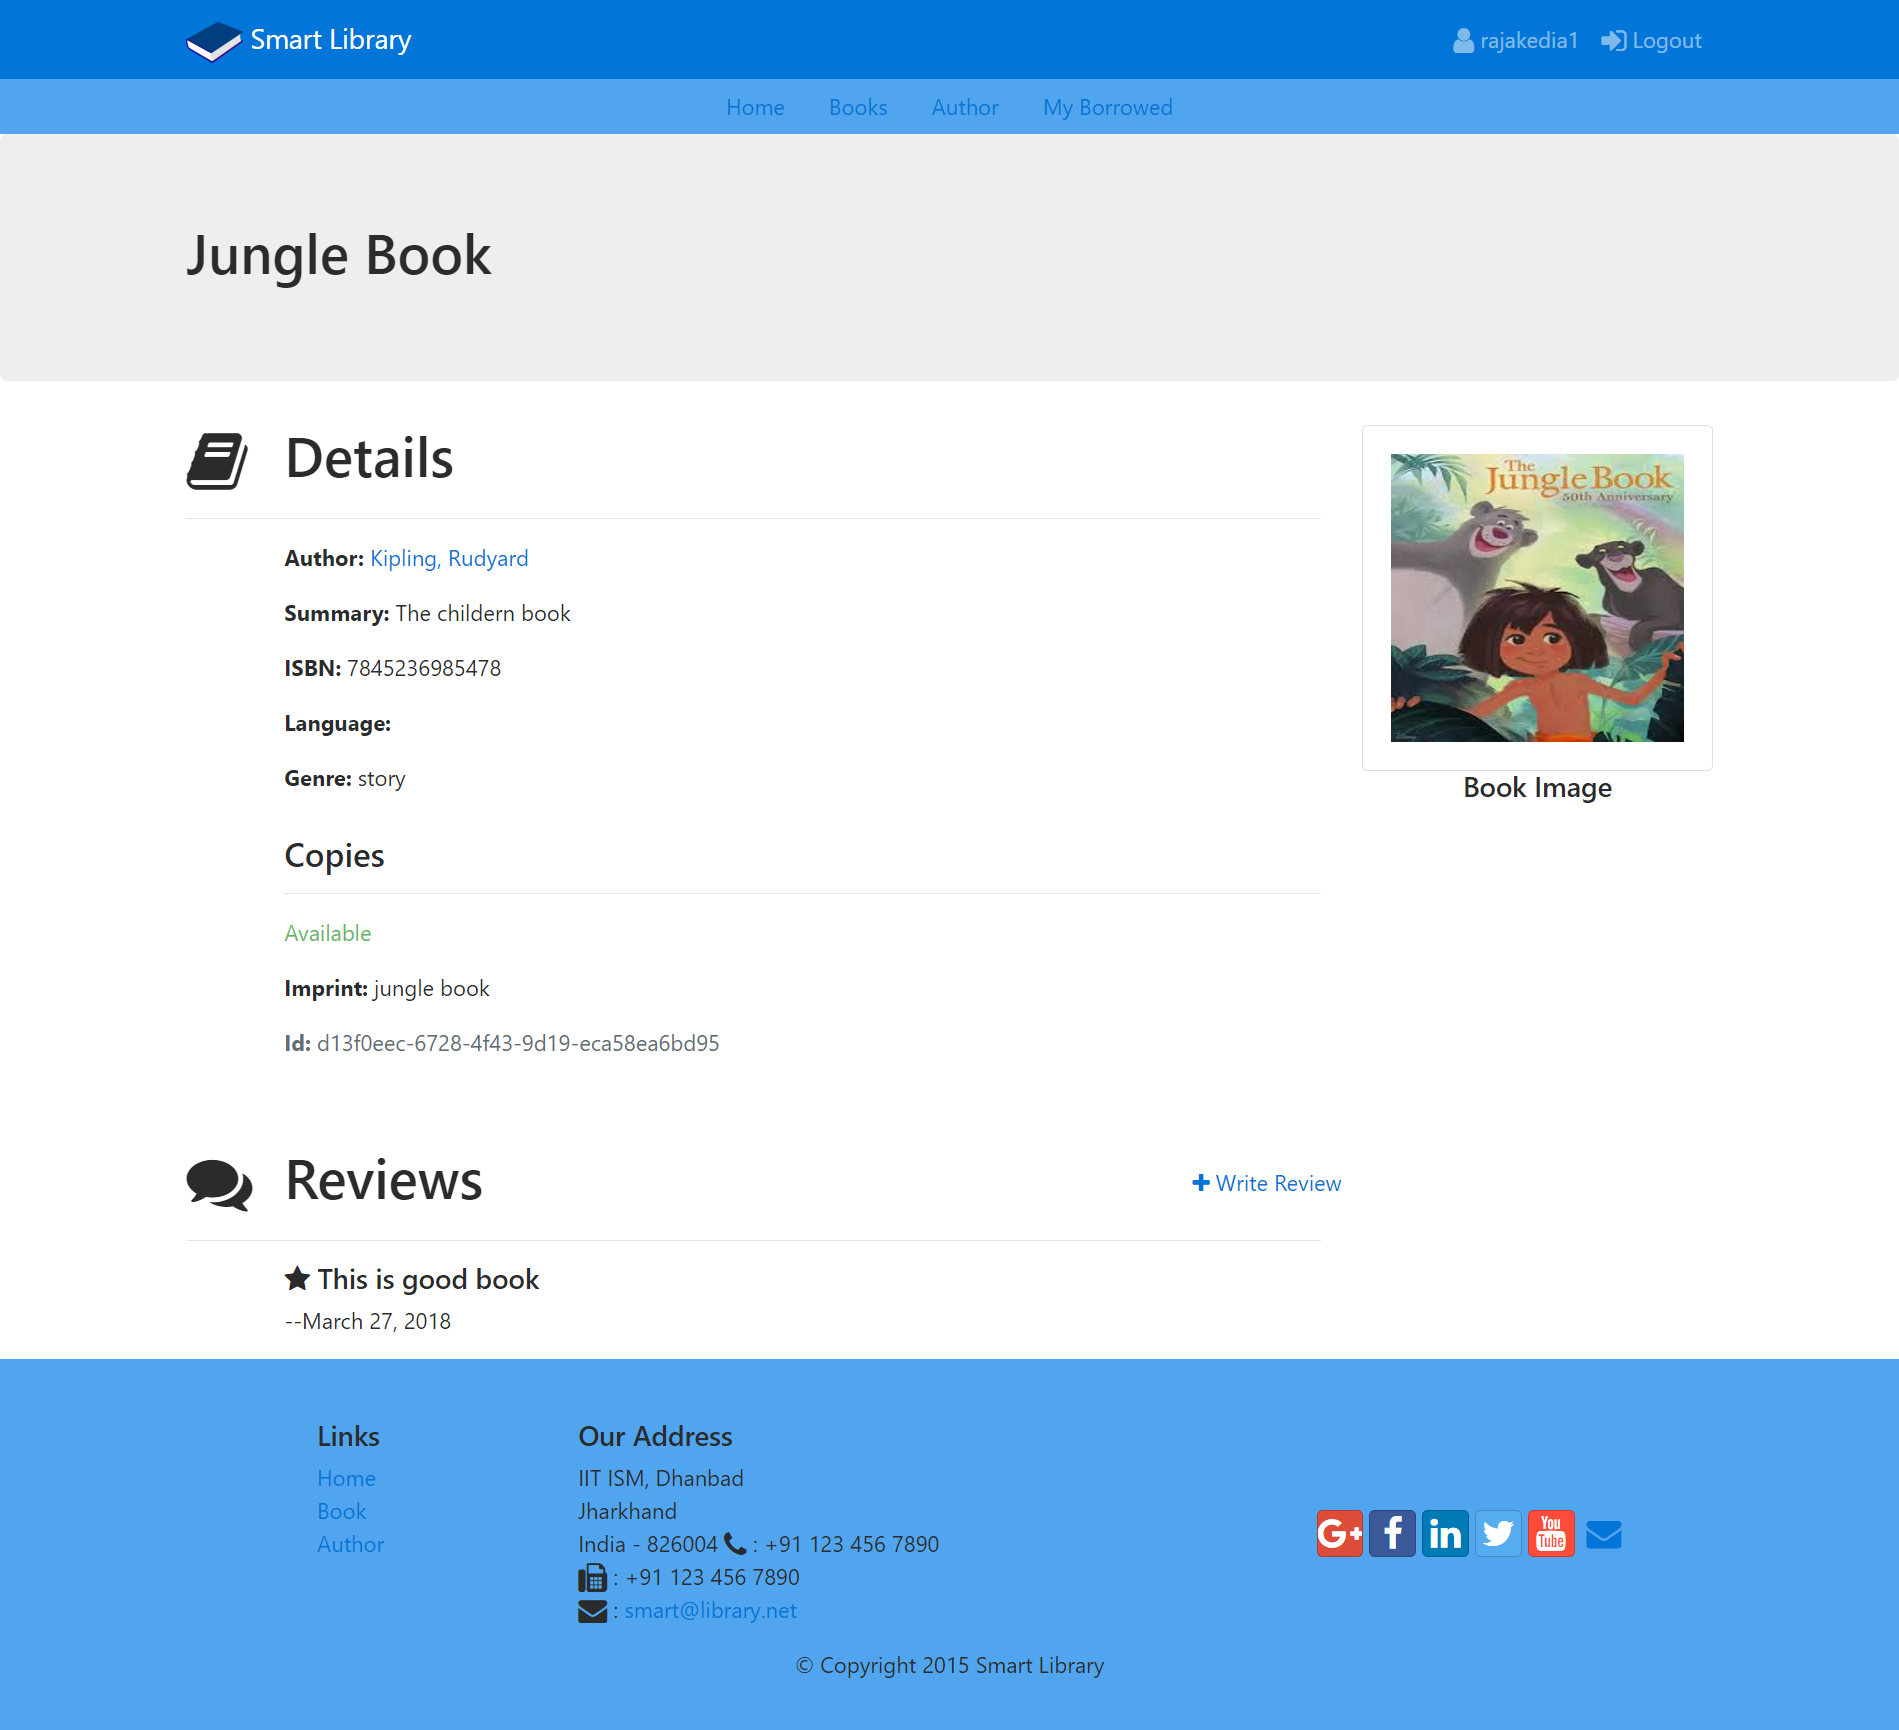 Smart Library
rajakedia1 Logout
Home Books Author My Borrowed
Jungle Book
Details
Author: Kipling, Rudyard
Summary: The childern book
ISBN: 7845236985478
Language:
Genre: story
The
Jungle Book
50th Anniversary
Book Image
Copies
Available
Imprint: jungle book
Id: d13f0eec-6728-4f43-9d19-eca58ea6bd95
Reviews
Write Review
This is good book
--March 27, 2018
Links
Home
Book
Author
Our Address
IIT ISM, Dhanbad
Jharkhand
India - 826004 : +91 123 456 7890
: +91 123 456 7890
: smart@library.net
G+ f in You Tube
© Copyright 2015 Smart Library